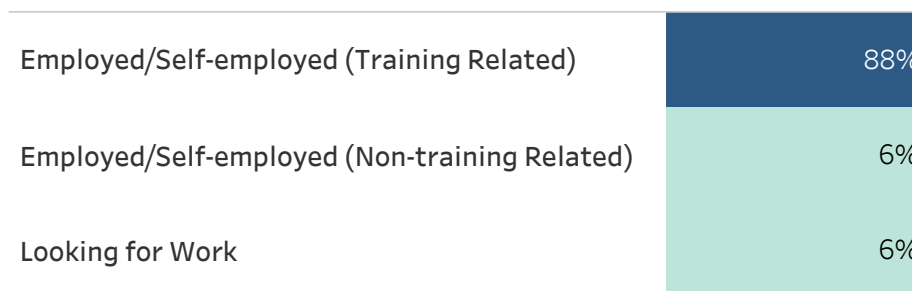 Employed/Self-employed (Training Related) 88%
Employed/Self-employed (Non-training Related) 6%
Looking for Work 6%